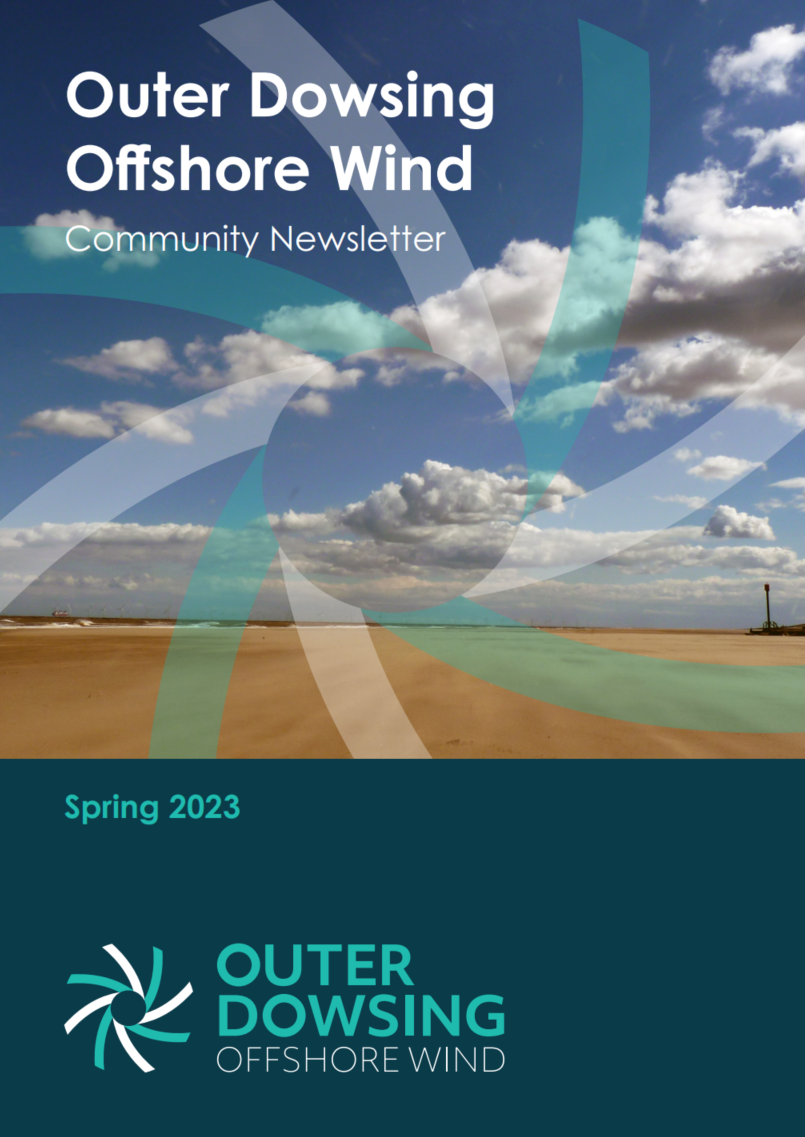 Outer Dowsing
Offshore Wind
Community Newsletter
Spring 2023
OUTER
DOWSING
OFFSHORE WIND